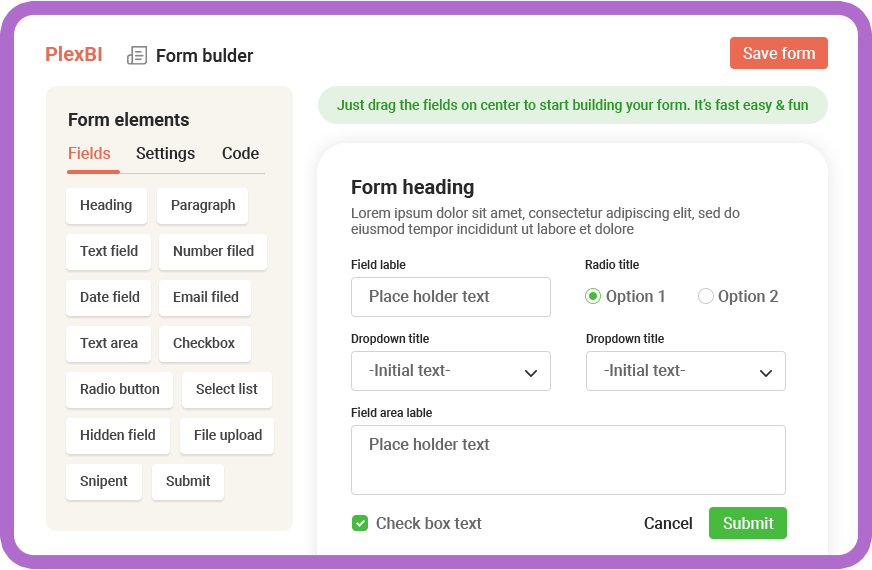 PlexBI
Form bulder
Save form
Form elements
Fields
Settings
Code
Heading
Paragraph
Text field
Number filed
Date field
Email filed
Text area
Checkbox
Radio button
Select list
Hidden field
File upload
Snipent
Submit
Just drag the fields on center to start building your form. It’s fast easy & fun
Form heading
Lorem ipsum dolor sit amet, consectetur adipiscing elit, sed do
eiusmod tempor incididunt ut labore et dolore
Field lable
Place holder text
Radio title
Option 1
Option 2
Dropdown title
-Initial text-
Dropdown title
-Initial text-
Field area lable
Place holder text
Check box text
Cancel
Submit